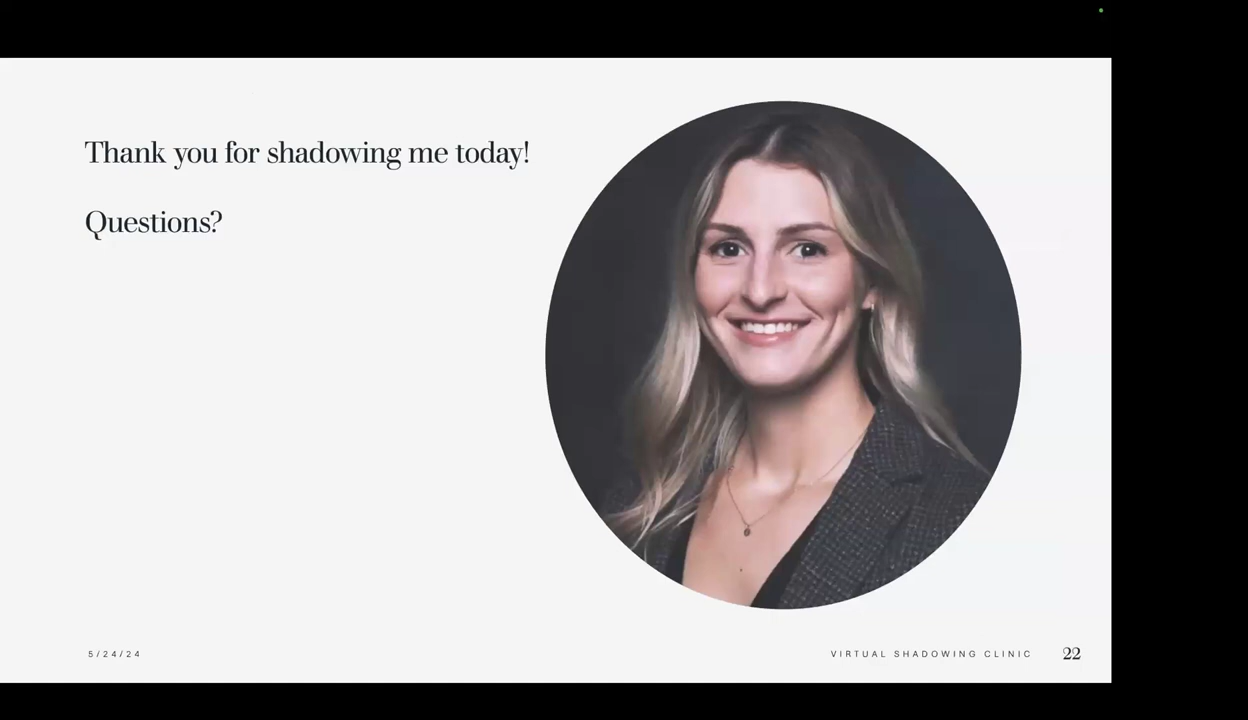 Thank you for shadowing me today!
Questions?
5/24/24
VIRTUAL SHADOWING CLINIC
22